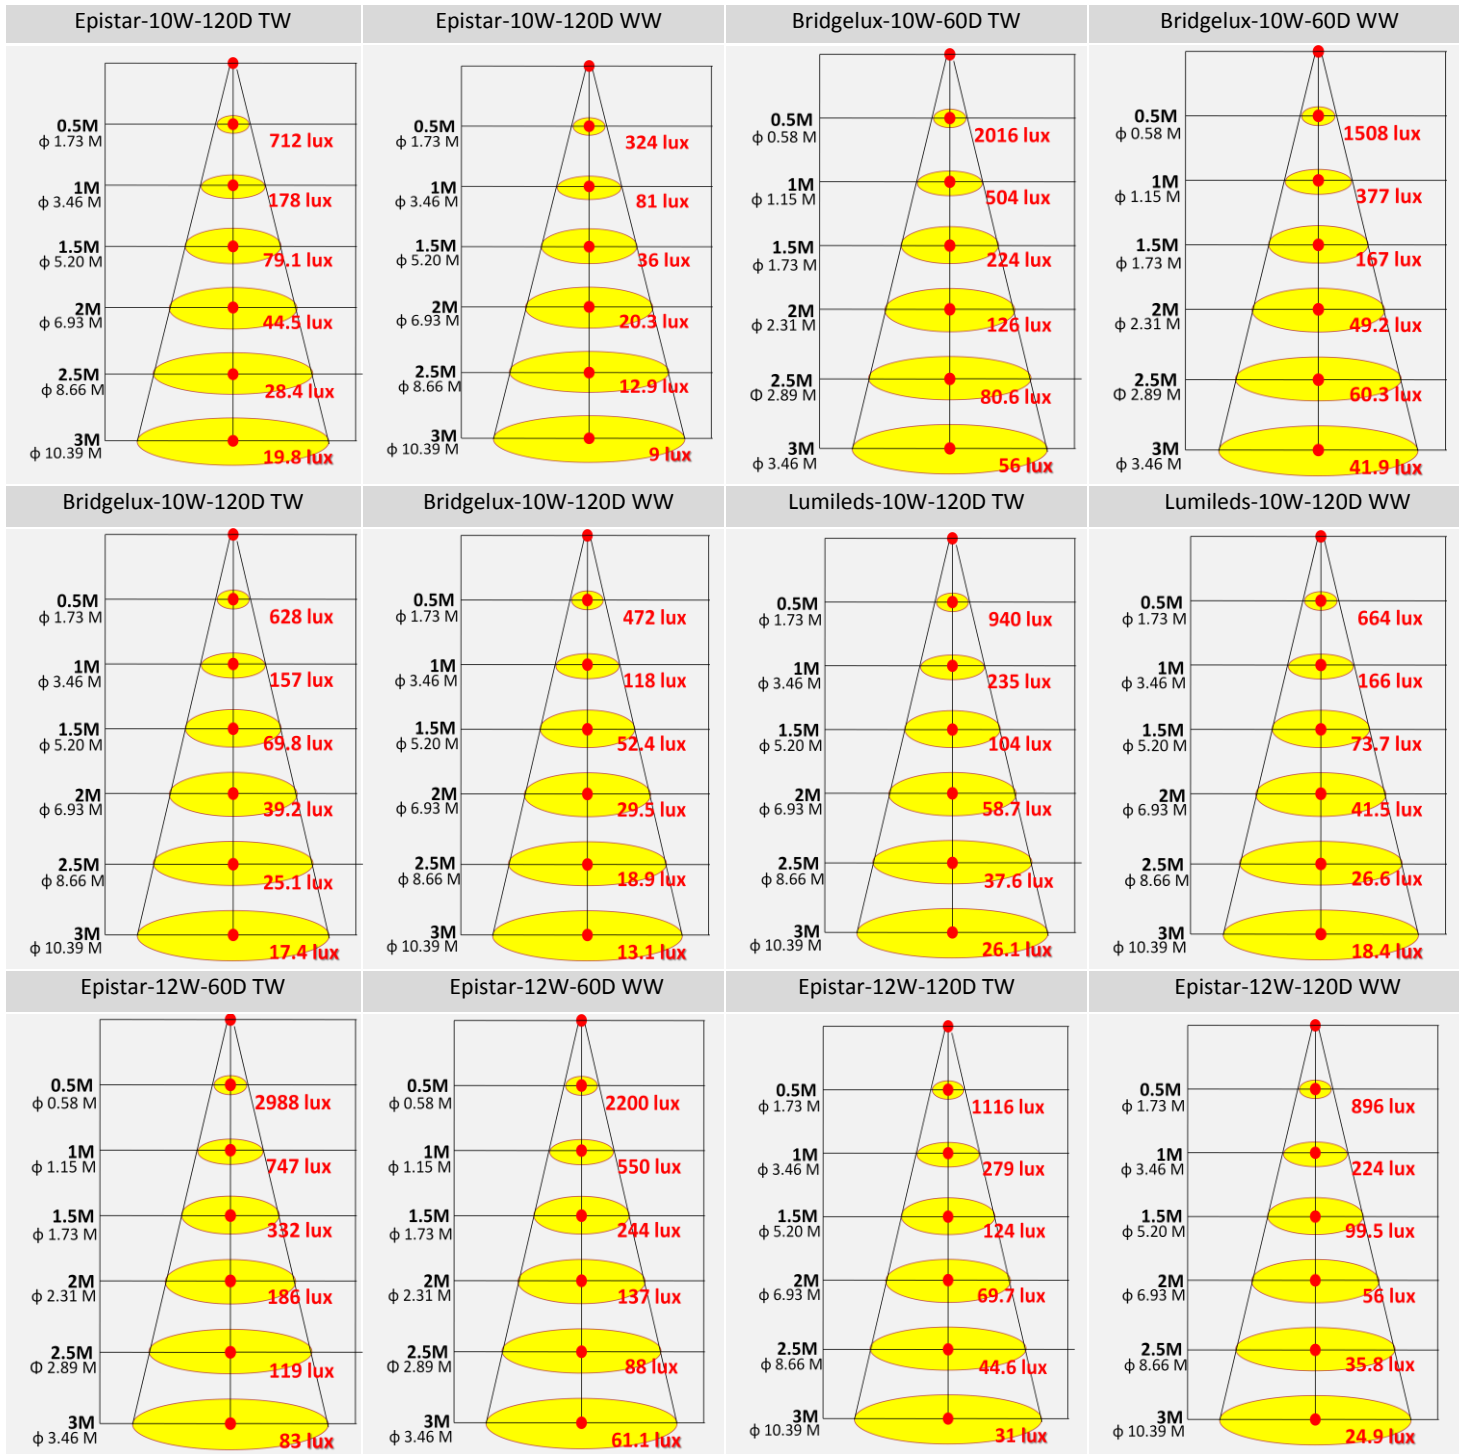 Epistar-10W-120D TW
0.5M
ϕ 1.73 M
712 lux
1M
ϕ 3.46 M
178 lux
1.5M
ϕ 5.20 M
79.1 lux
2M
ϕ 6.93 M
44.5 lux
2.5M
ϕ 8.66 M
28.4 lux
3M
ϕ 10.39 M
19.8 lux
Epistar-10W-120D WW
0.5M
ϕ 1.73 M
324 lux
1M
ϕ 3.46 M
81 lux
1.5M
ϕ 5.20 M
36 lux
2M
ϕ 6.93 M
20.3 lux
2.5M
ϕ 8.66 M
12.9 lux
3M
ϕ 10.39 M
9 lux
Bridgelux-10W-60D TW
0.5M
ϕ 0.58 M
2016 lux
1M
ϕ 1.15 M
504 lux
1.5M
ϕ 1.73 M
224 lux
2M
ϕ 2.31 M
126 lux
2.5M
Φ 2.89 M
80.6 lux
3M
ϕ 3.46 M
56 lux
Bridgelux-10W-60D WW
0.5M
ϕ 0.58 M
1508 lux
1M
ϕ 1.15 M
377 lux
1.5M
ϕ 1.73 M
167 lux
2M
ϕ 2.31 M
49.2 lux
2.5M
Φ 2.89 M
60.3 lux
3M
ϕ 3.46 M
41.9 lux
Bridgelux-10W-120D TW
0.5M
ϕ 1.73 M
628 lux
1M
ϕ 3.46 M
157 lux
1.5M
ϕ 5.20 M
69.8 lux
2M
ϕ 6.93 M
39.2 lux
2.5M
ϕ 8.66 M
25.1 lux
3M
ϕ 10.39 M
17.4 lux
Bridgelux-10W-120D WW
0.5M
ϕ 1.73 M
472 lux
1M
ϕ 3.46 M
118 lux
1.5M
ϕ 5.20 M
52.4 lux
2M
ϕ 6.93 M
29.5 lux
2.5M
ϕ 8.66 M
18.9 lux
3M
ϕ 10.39 M
13.1 lux
Lumileds-10W-120D TW
0.5M
ϕ 1.73 M
940 lux
1M
ϕ 3.46 M
235 lux
1.5M
ϕ 5.20 M
104 lux
2M
ϕ 6.93 M
58.7 lux
2.5M
ϕ 8.66 M
37.6 lux
3M
ϕ 10.39 M
26.1 lux
Lumileds-10W-120D WW
0.5M
ϕ 1.73 M
664 lux
1M
ϕ 3.46 M
166 lux
1.5M
ϕ 5.20 M
73.7 lux
2M
ϕ 6.93 M
41.5 lux
2.5M
ϕ 8.66 M
26.6 lux
3M
ϕ 10.39 M
18.4 lux
Epistar-12W-60D TW
0.5M
ϕ 0.58 M
2988 lux
1M
ϕ 1.15 M
747 lux
1.5M
ϕ 1.73 M
332 lux
2M
ϕ 2.31 M
186 lux
2.5M
Φ 2.89 M
119 lux
3M
ϕ 3.46 M
83 lux
Epistar-12W-60D WW
0.5M
ϕ 0.58 M
2200 lux
1M
ϕ 1.15 M
550 lux
1.5M
ϕ 1.73 M
244 lux
2M
ϕ 2.31 M
137 lux
2.5M
Φ 2.89 M
88 lux
3M
ϕ 3.46 M
61.1 lux
Epistar-12W-120D TW
0.5M
ϕ 1.73 M
1116 lux
1M
ϕ 3.46 M
279 lux
1.5M
ϕ 5.20 M
124 lux
2M
ϕ 6.93 M
69.7 lux
2.5M
ϕ 8.66 M
44.6 lux
3M
ϕ 10.39 M
31 lux
Epistar-12W-120D WW
0.5M
ϕ 1.73 M
896 lux
1M
ϕ 3.46 M
224 lux
1.5M
ϕ 5.20 M
99.5 lux
2M
ϕ 6.93 M
56 lux
2.5M
ϕ 8.66 M
35.8 lux
3M
ϕ 10.39 M
24.9 lux